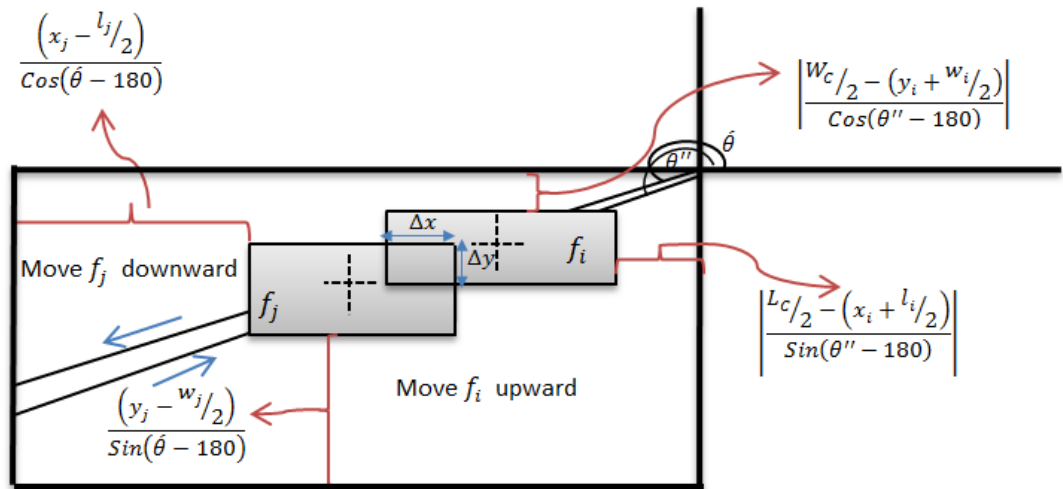 (x_j − l_j/2)
Cos(θ́ − 180)
|W_C/2 − (y_i + w_i/2)|
|Cos(θ′′ − 180)|
θ́
θ′′
Δx
Δy
f_i
Move f_j downward
f_j
|L_C/2 − (x_i + l_i/2)|
|Sin(θ′′ − 180)|
Move f_i upward
(y_j − w_j/2)
Sin(θ́ − 180)